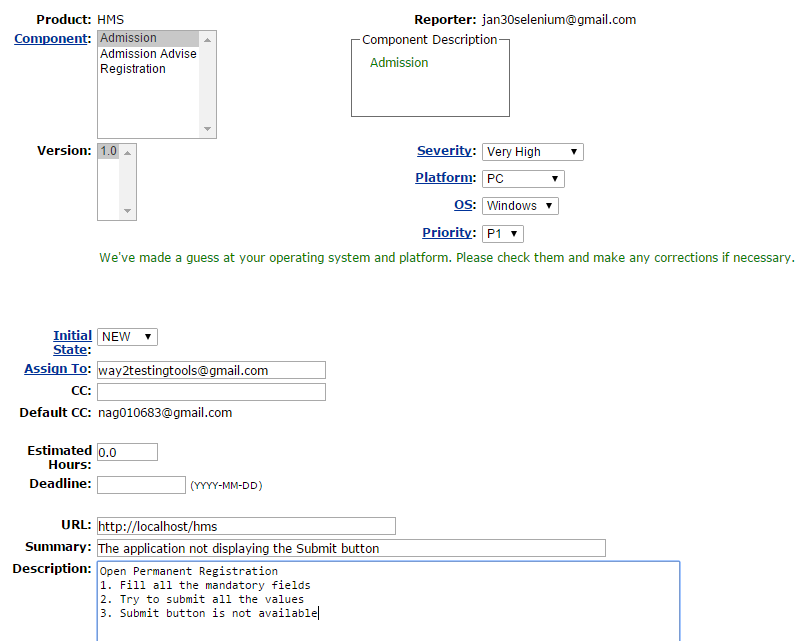 Product: HMS Reporter: jan30selenium@gmail.com
Component: Admission Component Description
Admission Advise Admission
Registration
Version: 1.0 Severity: Very High
Platform: PC
OS: Windows
Priority: P1
We've made a guess at your operating system and platform. Please check them and make any corrections if necessary.
Initial NEW
State:
Assign To: way2testingtools@gmail.com
CC:
Default CC: nag010683@gmail.com
Estimated 0.0
Hours:
Deadline: (YYYY-MM-DD)
URL: http://localhost/hms
Summary: The application not displaying the Submit button
Description: Open Permanent Registration
1. Fill all the mandatory fields
2. Try to submit all the values
3. Submit button is not available